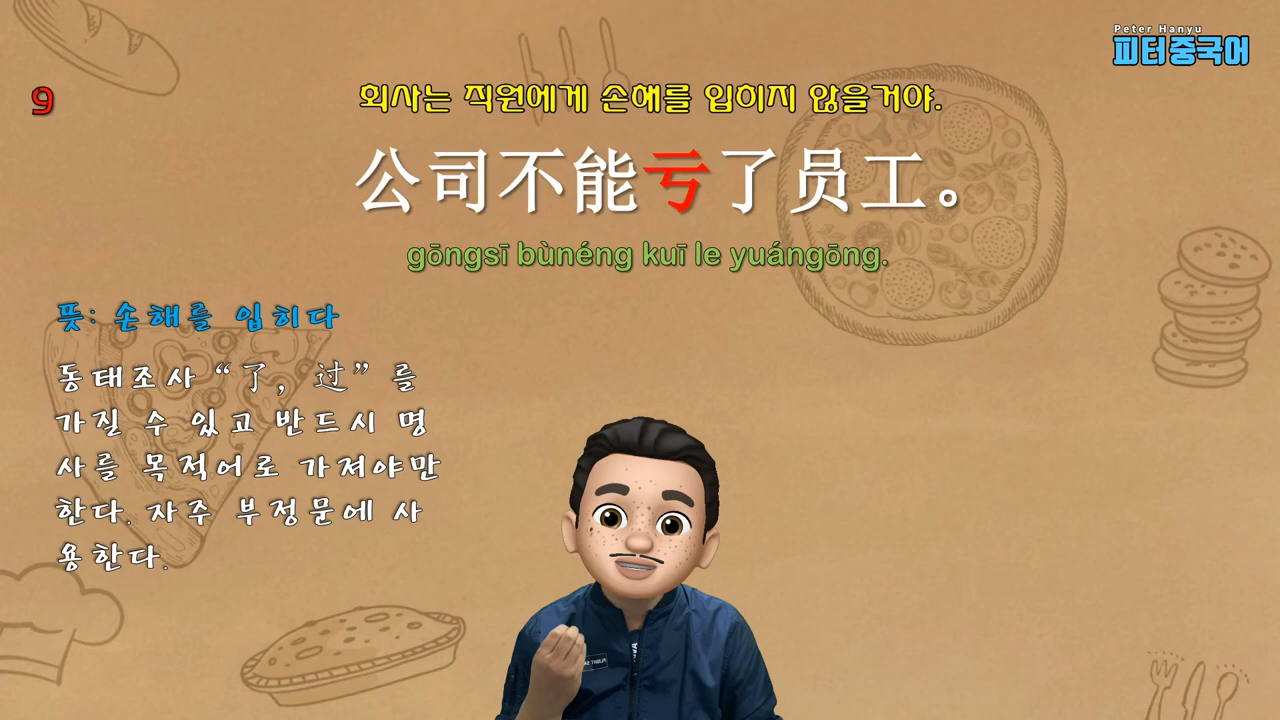 Peter Hanyu
피터중국어
9
회사는 직원에게 손해를 입히지 않을거야.
公司不能亏了员工。
gōngsī bùnéng kuī le yuángōng.
뜻: 손해를 입히다
동태조사 “了, 过” 를
가질 수 있고 반드시 명
사를 목적어로 가져야만
한다. 자주 부정문에 사
용한다.